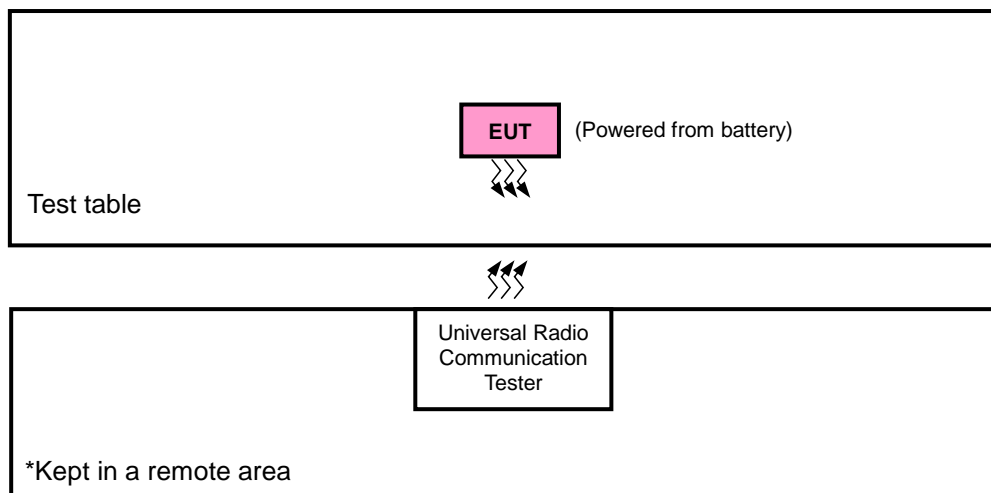 EUT
(Powered from battery)
Test table
Universal Radio
Communication
Tester
*Kept in a remote area